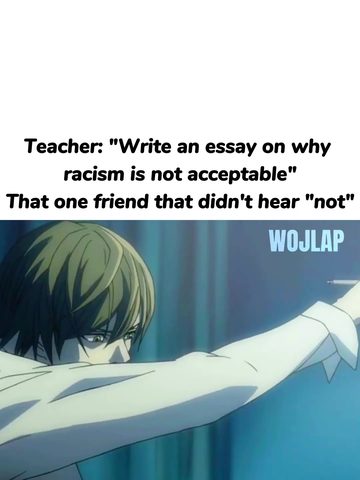 Teacher: "Write an essay on why
racism is not acceptable"
That one friend that didn't hear "not"
WOJLAP